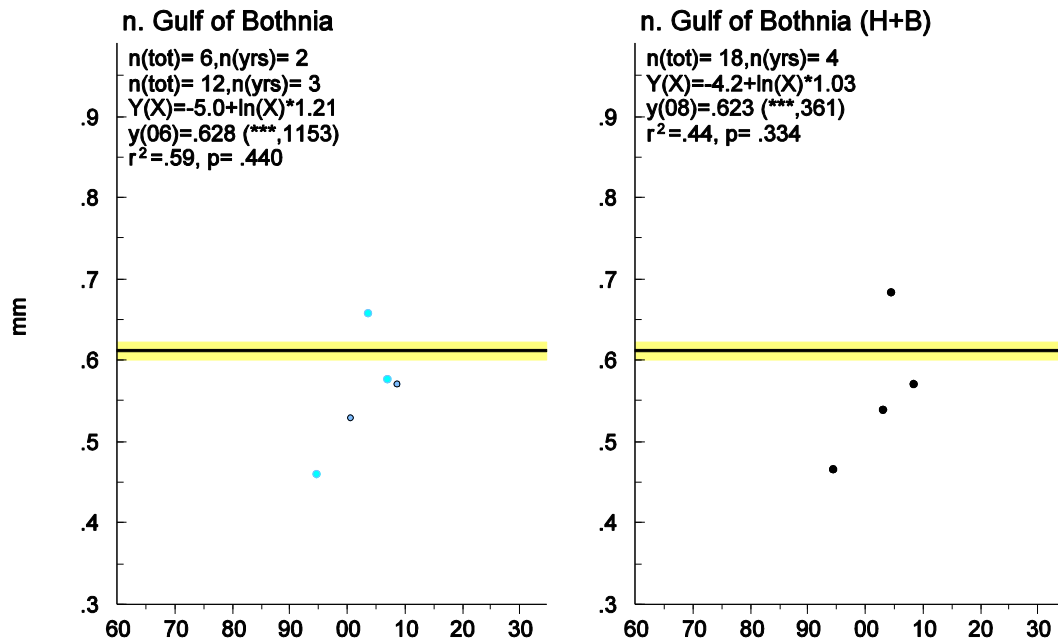 n. Gulf of Bothnia
n(tot)= 6,n(yrs)= 2
n(tot)= 12,n(yrs)= 3
Y(X)=-5.0+ln(X)*1.21
y(06)=.628 (***,1153)
r²=.59, p= .440
mm
.9
.8
.7
.6
.5
.4
.3
60 70 80 90 00 10 20 30
n. Gulf of Bothnia (H+B)
n(tot)= 18,n(yrs)= 4
Y(X)=-4.2+ln(X)*1.03
y(08)=.623 (***,361)
r²=.44, p= .334
.9
.8
.7
.6
.5
.4
.3
60 70 80 90 00 10 20 30